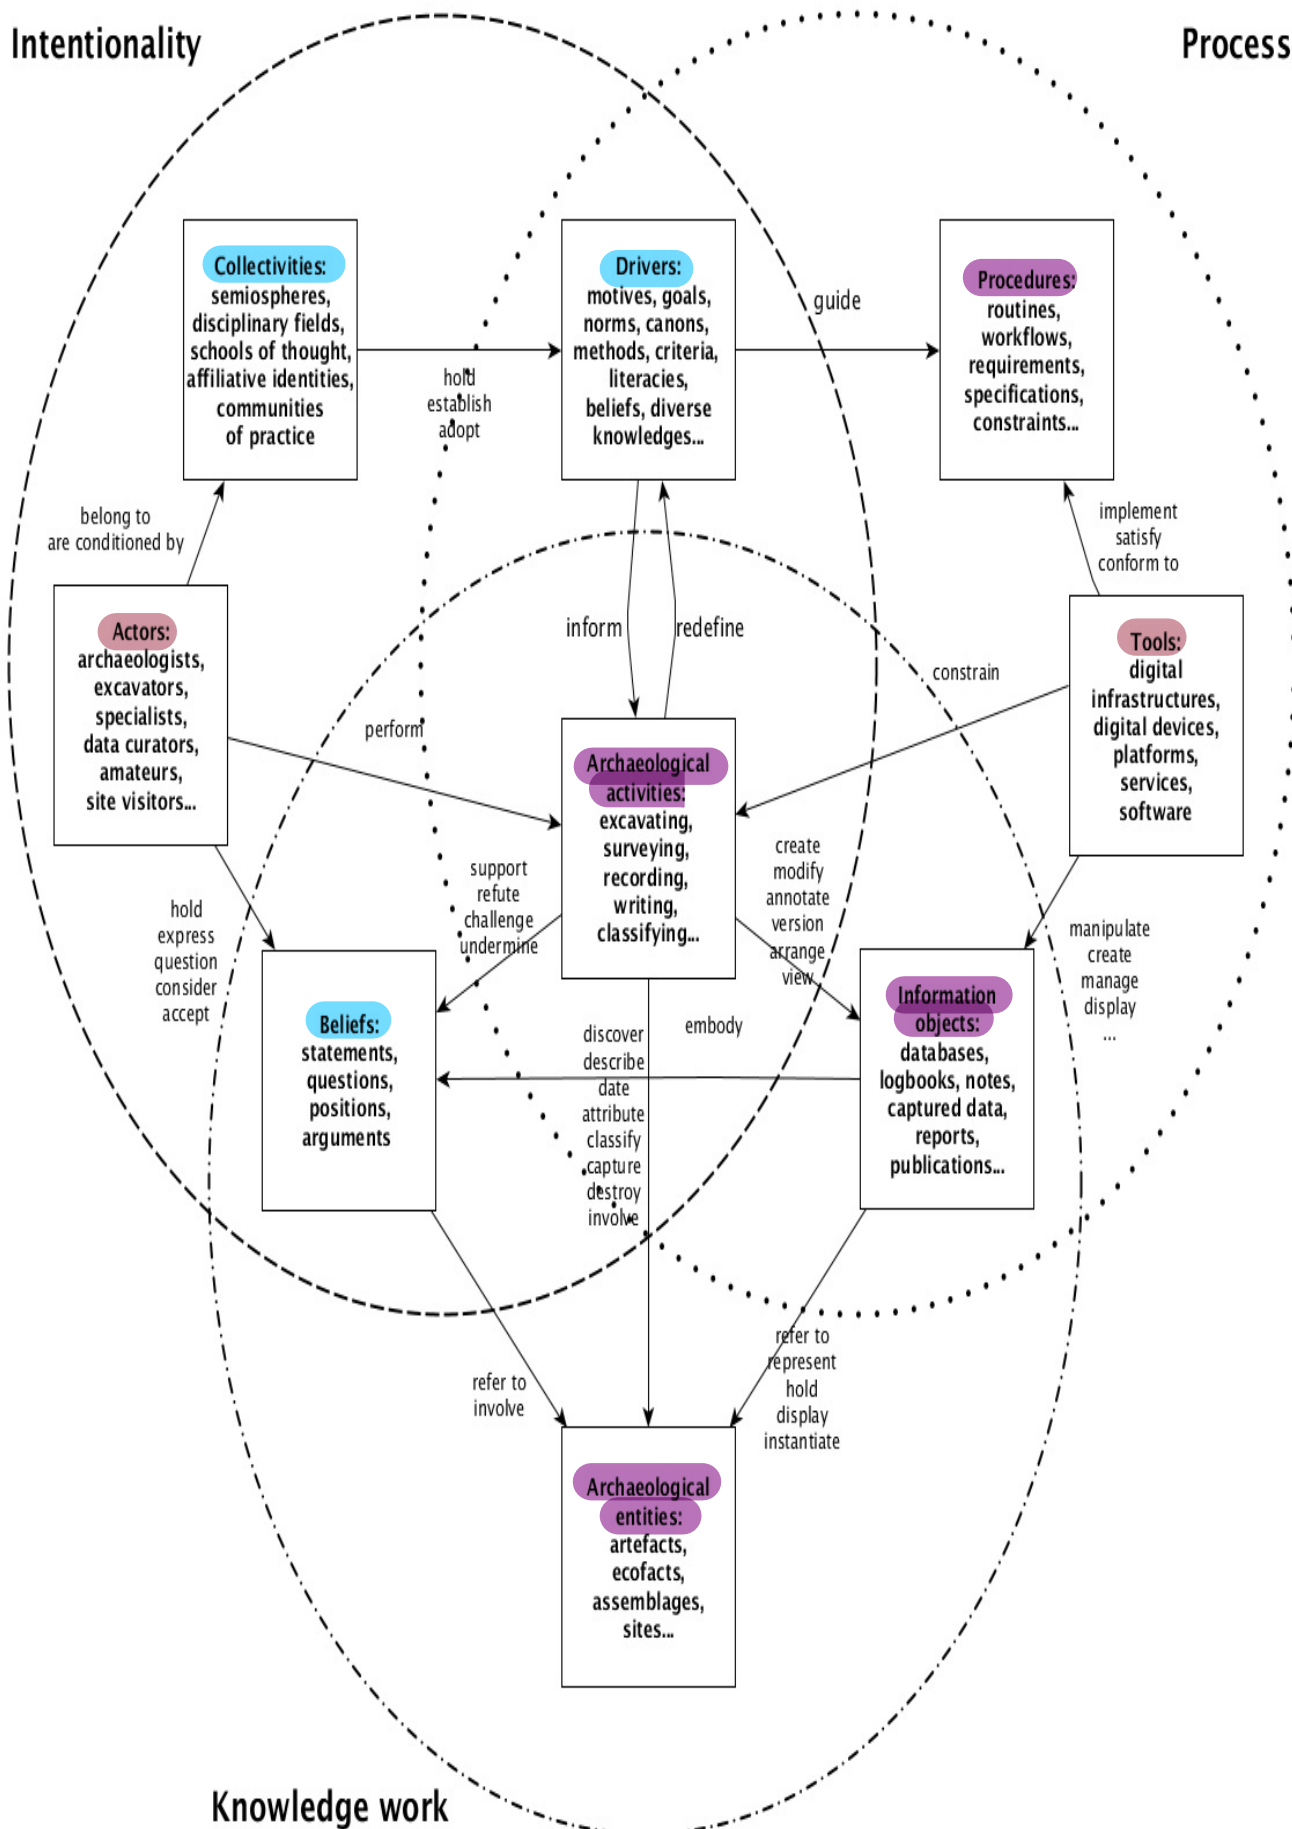 Intentionality
Process
Collectivities:
semiospheres,
disciplinary fields,
schools of thought,
affiliative identities,
communities
of practice
Drivers:
motives, goals,
norms, canons,
methods, criteria,
literacies,
beliefs, diverse
knowledges...
Procedures:
routines,
workflows,
requirements,
specifications,
constraints...
guide
hold
establish
adopt
belong to
are conditioned by
implement
satisfy
conform to
Actors:
archaeologists,
excavators,
specialists,
data curators,
amateurs,
site visitors...
inform
redefine
Tools:
digital
infrastructures,
digital devices,
platforms,
services,
software
constrain
perform
Archaeological
activities:
excavating,
surveying,
recording,
writing,
classifying...
support
refute
challenge
undermine
create
modify
annotate
version
arrange
view
hold
express
question
consider
accept
manipulate
create
manage
display
...
Beliefs:
statements,
questions,
positions,
arguments
discover
describe
date
attribute
classify
capture
destroy
involve
embody
Information
objects:
databases,
logbooks, notes,
captured data,
reports,
publications...
refer to
involve
refer to
represent
hold
display
instantiate
Archaeological
entities:
artefacts,
ecofacts,
assemblages,
sites...
Knowledge work